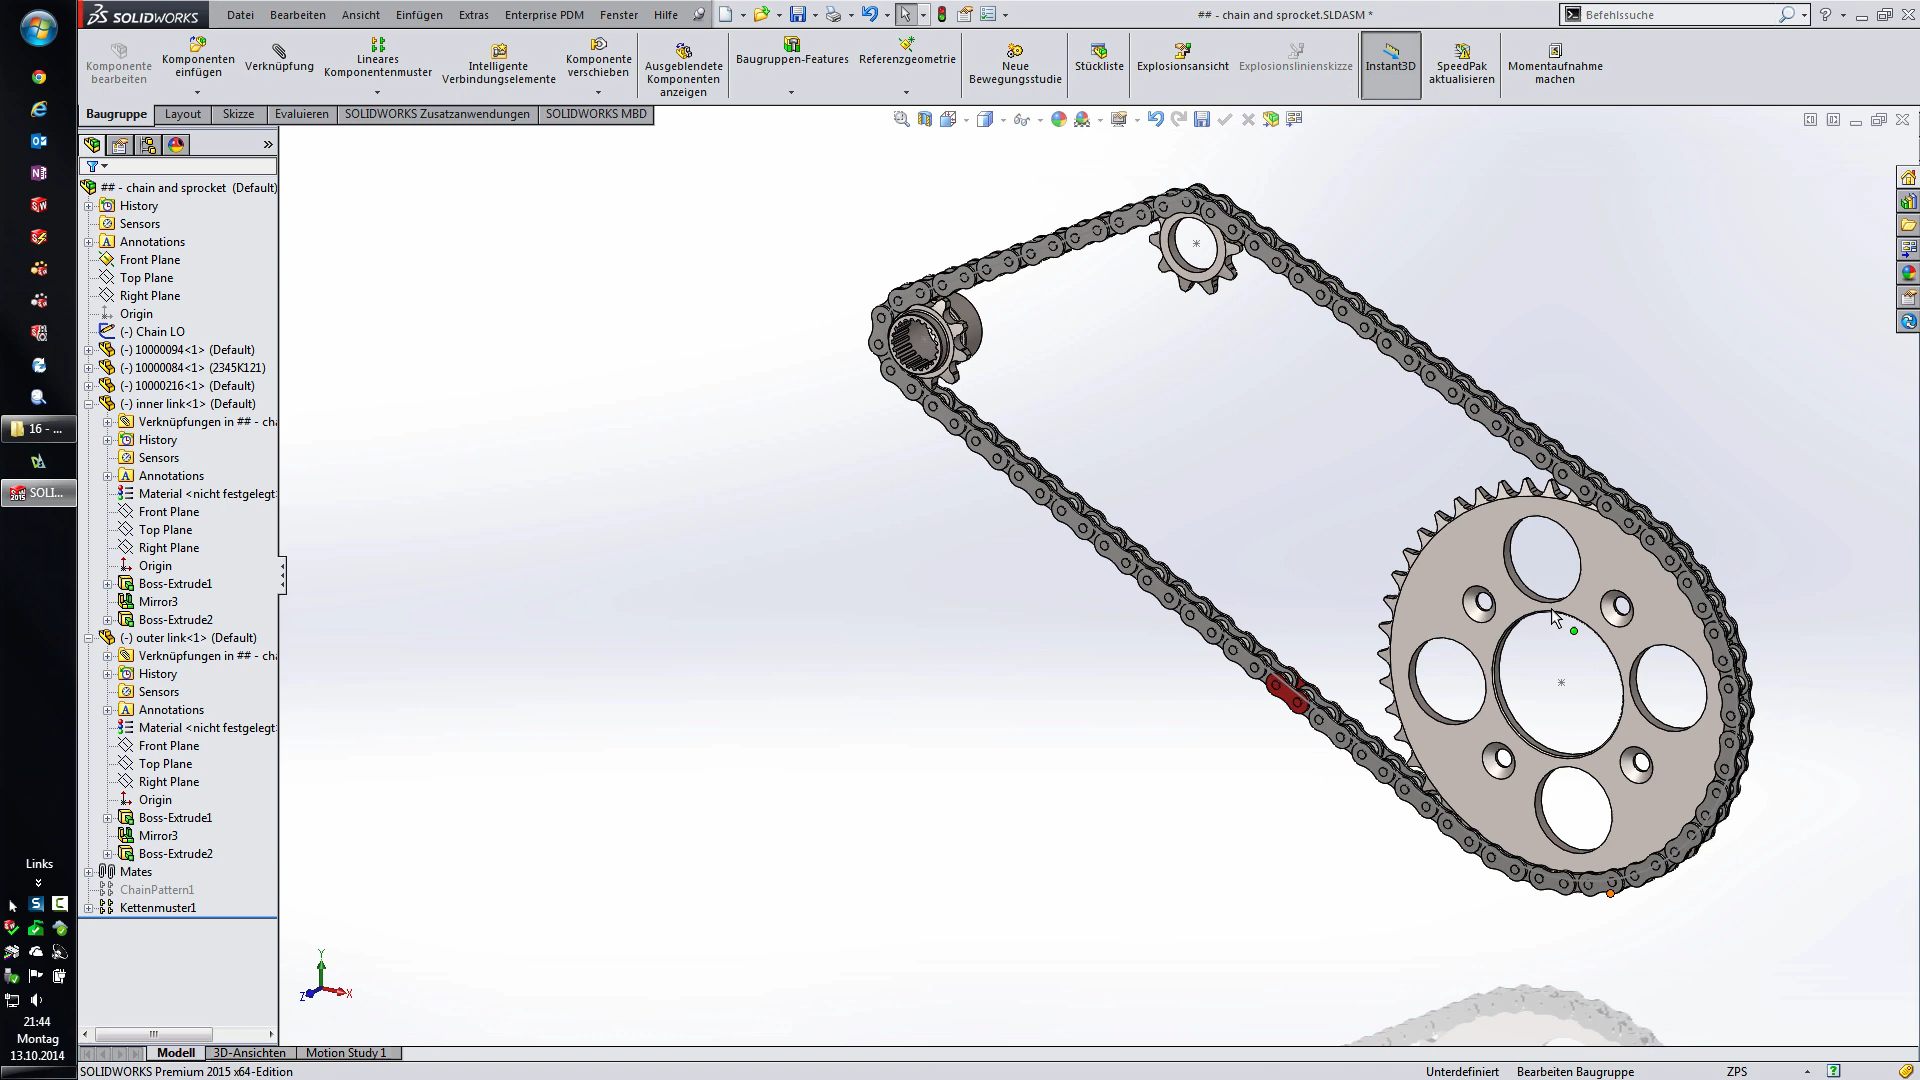 SOLIDWORKS
Datei
Bearbeiten
Ansicht
Einfügen
Extras
Enterprise PDM
Fenster
Hilfe
## - chain and sprocket.SLDASM *
Befehlssuche
Komponente bearbeiten
Komponenten einfügen
Verknüpfung
Lineares Komponentenmuster
Intelligente Verbindungselemente
Komponente verschieben
Ausgeblendete Komponenten anzeigen
Baugruppen-Features
Referenzgeometrie
Neue Bewegungsstudie
Stückliste
Explosionsansicht
Explosionslinienskizze
Instant3D
SpeedPak aktualisieren
Momentaufnahme machen
Baugruppe
Layout
Skizze
Evaluieren
SOLIDWORKS Zusatzanwendungen
SOLIDWORKS MBD
## - chain and sprocket (Default)
History
Sensors
Annotations
Front Plane
Top Plane
Right Plane
Origin
(-) Chain LO
(-) 10000094<1> (Default)
(-) 10000084<1> (2345K121)
(-) 10000216<1> (Default)
(-) inner link<1> (Default)
Verknüpfungen in ## - cha
History
Sensors
Annotations
Material <nicht festgelegt
Front Plane
Top Plane
Right Plane
Origin
Boss-Extrude1
Mirror3
Boss-Extrude2
(-) outer link<1> (Default)
Verknüpfungen in ## - cha
History
Sensors
Annotations
Material <nicht festgelegt
Front Plane
Top Plane
Right Plane
Origin
Boss-Extrude1
Mirror3
Boss-Extrude2
Mates
ChainPattern1
Kettenmuster1
16 - ...
SOLI...
Links
21:44
Montag
13.10.2014
Y
Z
X
Modell
3D-Ansichten
Motion Study 1
SOLIDWORKS Premium 2015 x64-Edition
Unterdefiniert
Bearbeiten Baugruppe
ZPS